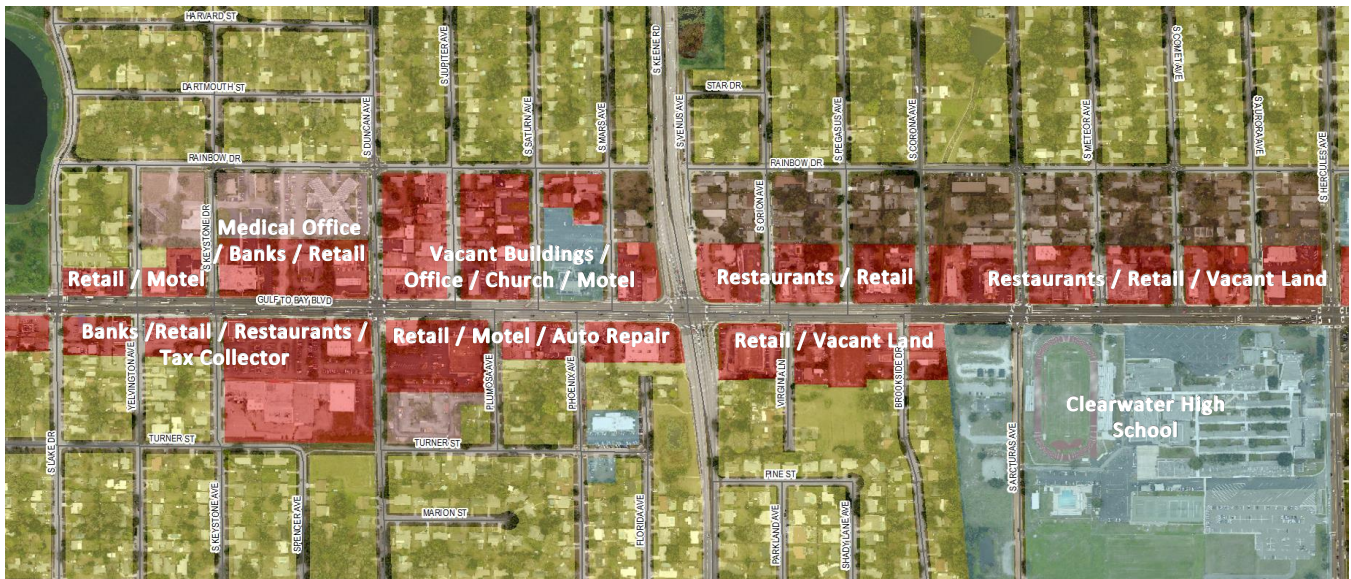 HARVARD ST
S JUPITER AVE
S KEENE RD
S COMET AVE
DARTMOUTH ST
STAR DR
S DUNCAN AVE
S SATURN AVE
S MARS AVE
S VENUS AVE
S PEGASUS AVE
S CORONA AVE
S METEOR AVE
S AURORA AVE
S HERCULES AVE
RAINBOW DR
RAINBOW DR
S KEYSTONE DR
S ORION AVE
Medical Office
/ Banks / Retail
Retail / Motel
Vacant Buildings /
Office / Church / Motel
Restaurants / Retail
Restaurants / Retail / Vacant Land
GULF TO BAY BLVD
Banks /Retail / Restaurants /
Tax Collector
Retail / Motel / Auto Repair
Retail / Vacant Land
YELVINGTON AVE
PLUMOSA AVE
PHOENIX AVE
VIRGINIA LN
BROOKSIDE DR
Clearwater High
School
S LAKE DR
TURNER ST
TURNER ST
S ARCTURAS AVE
S KEYSTONE AVE
SPENCER AVE
MARION ST
FLORIDA AVE
PINE ST
PARKLAND AVE
SHADY LANE AVE